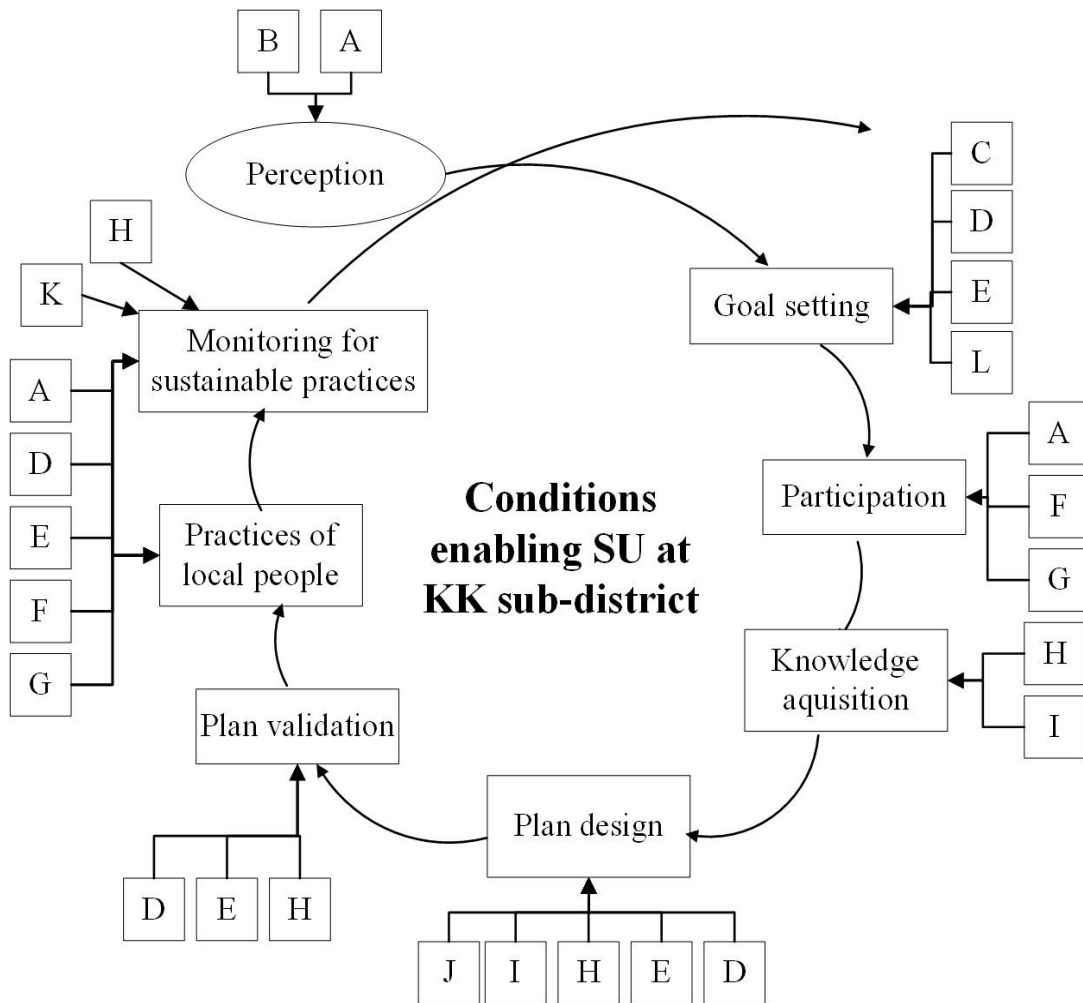 B
A
Perception
C
D
E
L
Goal setting
H
K
Monitoring for
sustainable practices
A
D
E
F
G
Participation
A
F
G
Conditions
enabling SU at
KK sub-district
Practices of
local people
Knowledge
aquisition
H
I
Plan validation
Plan design
D
E
H
J
I
H
E
D